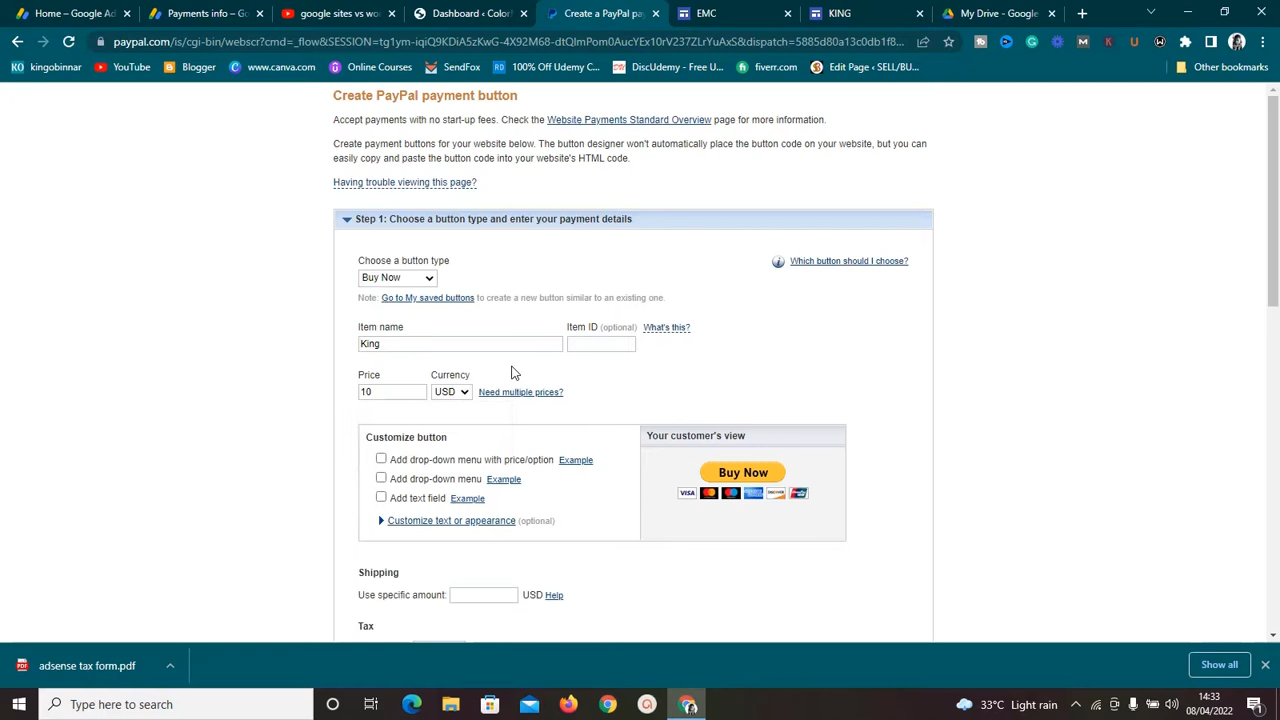 Home – Google Ad
Payments info – Goo
google sites vs wo
Dashboard ‹ Colorl
Create a PayPal pay
EMC
KING
My Drive - Google
paypal.com/is/cgi-bin/webscr?cmd=_flow&SESSION=tg1ym-iqiQ9KDiA5zKwG-4X92M68-dtQlmPom0AucYEx10rV237ZLrYuAxS&dispatch=5885d80a13c0db1f8...
kingobinnar
YouTube
Blogger
www.canva.com
Online Courses
SendFox
100% Off Udemy C...
DiscUdemy - Free U...
fiverr.com
Edit Page ‹ SELL/BU...
Other bookmarks
Create PayPal payment button
Accept payments with no start-up fees. Check the Website Payments Standard Overview page for more information.
Create payment buttons for your website below. The button designer won't automatically place the button code on your website, but you can
easily copy and paste the button code into your website's HTML code.
Having trouble viewing this page?
Step 1: Choose a button type and enter your payment details
Choose a button type
Which button should I choose?
Buy Now
Note: Go to My saved buttons to create a new button similar to an existing one.
Item name
Item ID (optional) What's this?
King
Price
Currency
10
USD
Need multiple prices?
Customize button
Your customer's view
Add drop-down menu with price/option Example
Add drop-down menu Example
Add text field Example
Customize text or appearance (optional)
Buy Now
VISA
Shipping
Use specific amount: USD Help
Tax
adsense tax form.pdf
Show all
Type here to search
33°C Light rain
14:33
08/04/2022